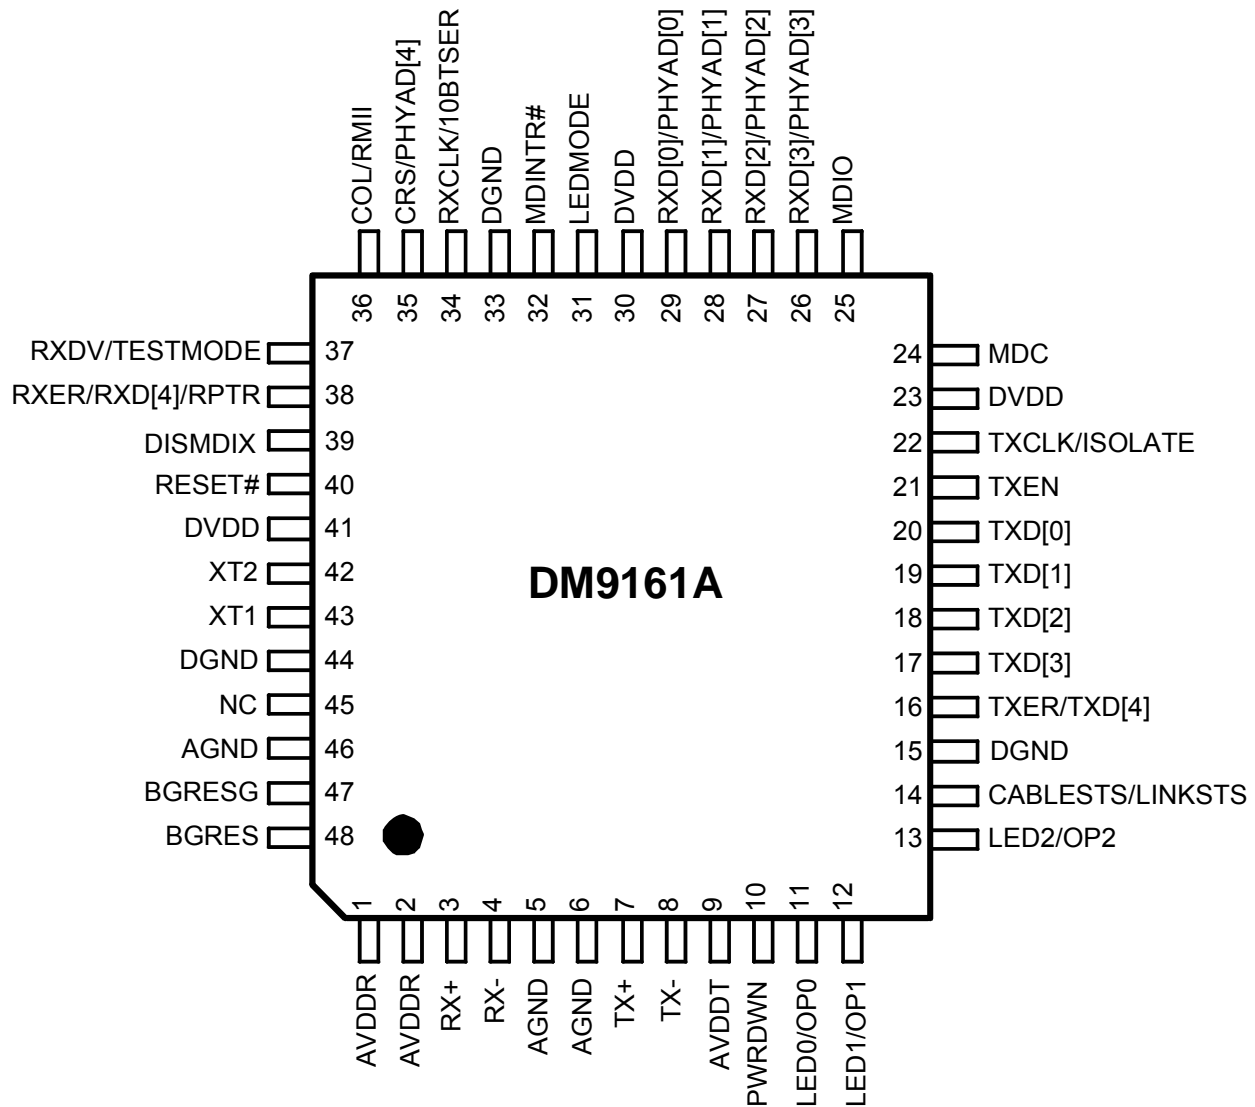 COL/RMII
CRS/PHYAD[4]
RXCLK/10BTSER
DGND
MDINTR#
LEDMODE
DVDD
RXD[0]/PHYAD[0]
RXD[1]/PHYAD[1]
RXD[2]/PHYAD[2]
RXD[3]/PHYAD[3]
MDIO
36
35
34
33
32
31
30
29
28
27
26
25
RXDV/TESTMODE 37
RXER/RXD[4]/RPTR 38
DISMDIX 39
RESET# 40
DVDD 41
XT2 42
XT1 43
DGND 44
NC 45
AGND 46
BGRESG 47
BGRES 48
DM9161A
24 MDC
23 DVDD
22 TXCLK/ISOLATE
21 TXEN
20 TXD[0]
19 TXD[1]
18 TXD[2]
17 TXD[3]
16 TXER/TXD[4]
15 DGND
14 CABLESTS/LINKSTS
13 LED2/OP2
1
2
3
4
5
6
7
8
9
10
11
12
AVDDR
AVDDR
RX+
RX-
AGND
AGND
TX+
TX-
AVDDT
PWRDWN
LED0/OP0
LED1/OP1